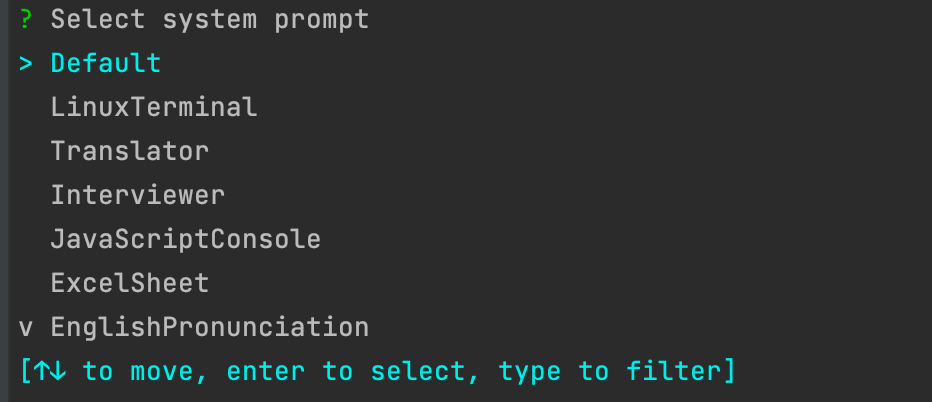 ? Select system prompt
> Default
LinuxTerminal
Translator
Interviewer
JavaScriptConsole
ExcelSheet
v EnglishPronunciation
[↑↓ to move, enter to select, type to filter]